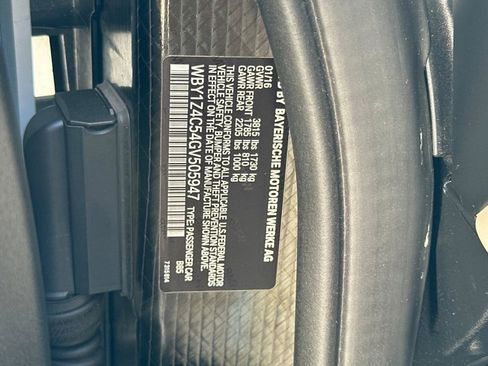 D BY BAYERISCHE MOTOREN WERKE AG
01/16
GVWR 3815 lbs 1730 kg
GAWR FRONT 1785 lbs 810 kg
GAWR REAR 2205 lbs 1000 kg
THIS VEHICLE CONFORMS TO ALL APPLICABLE U.S. FEDERAL MOTOR
VEHICLE SAFETY, BUMPER AND THEFT PREVENTION STANDARDS IN EFFECT
ON THE DATE OF MANUFACTURE SHOWN ABOVE.
WBY1Z4C54GV505947 TYPE: PASSENGER CAR
B85